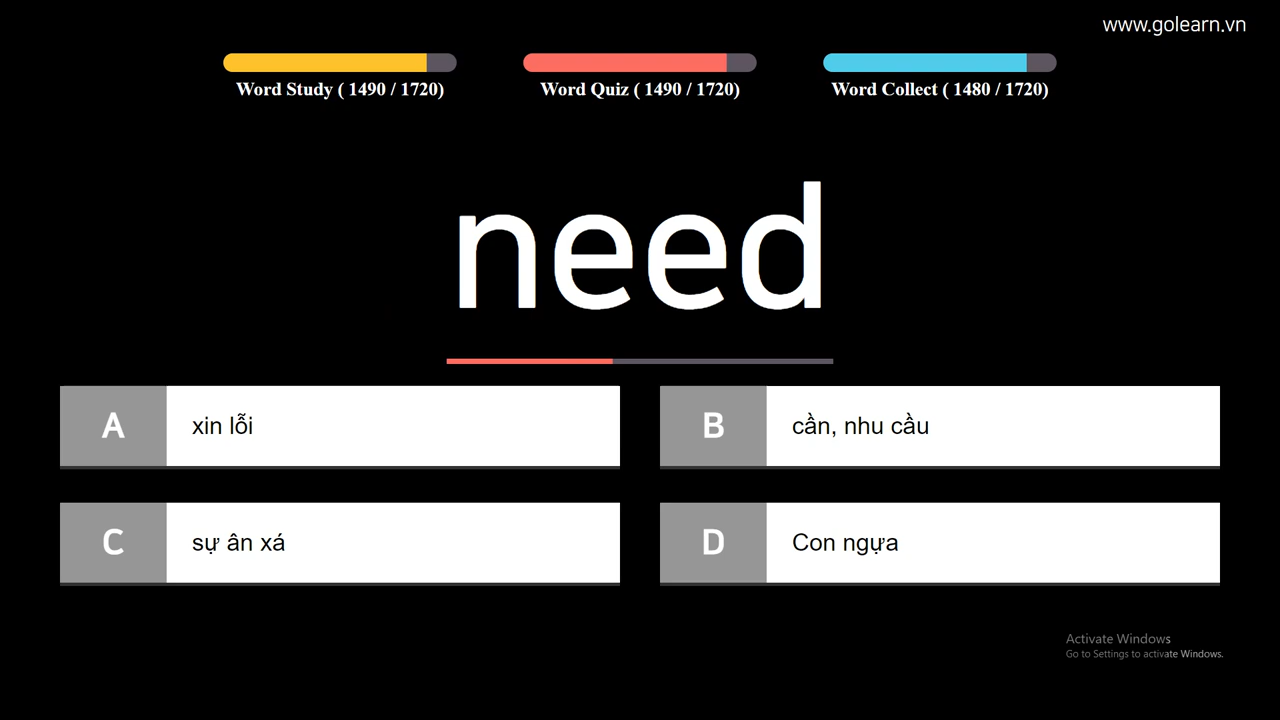 www.golearn.vn
Word Study ( 1490 / 1720)
Word Quiz ( 1490 / 1720)
Word Collect ( 1480 / 1720)
need
A
xin lỗi
B
cần, nhu cầu
C
sự ân xá
D
Con ngựa
Activate Windows
Go to Settings to activate Windows.